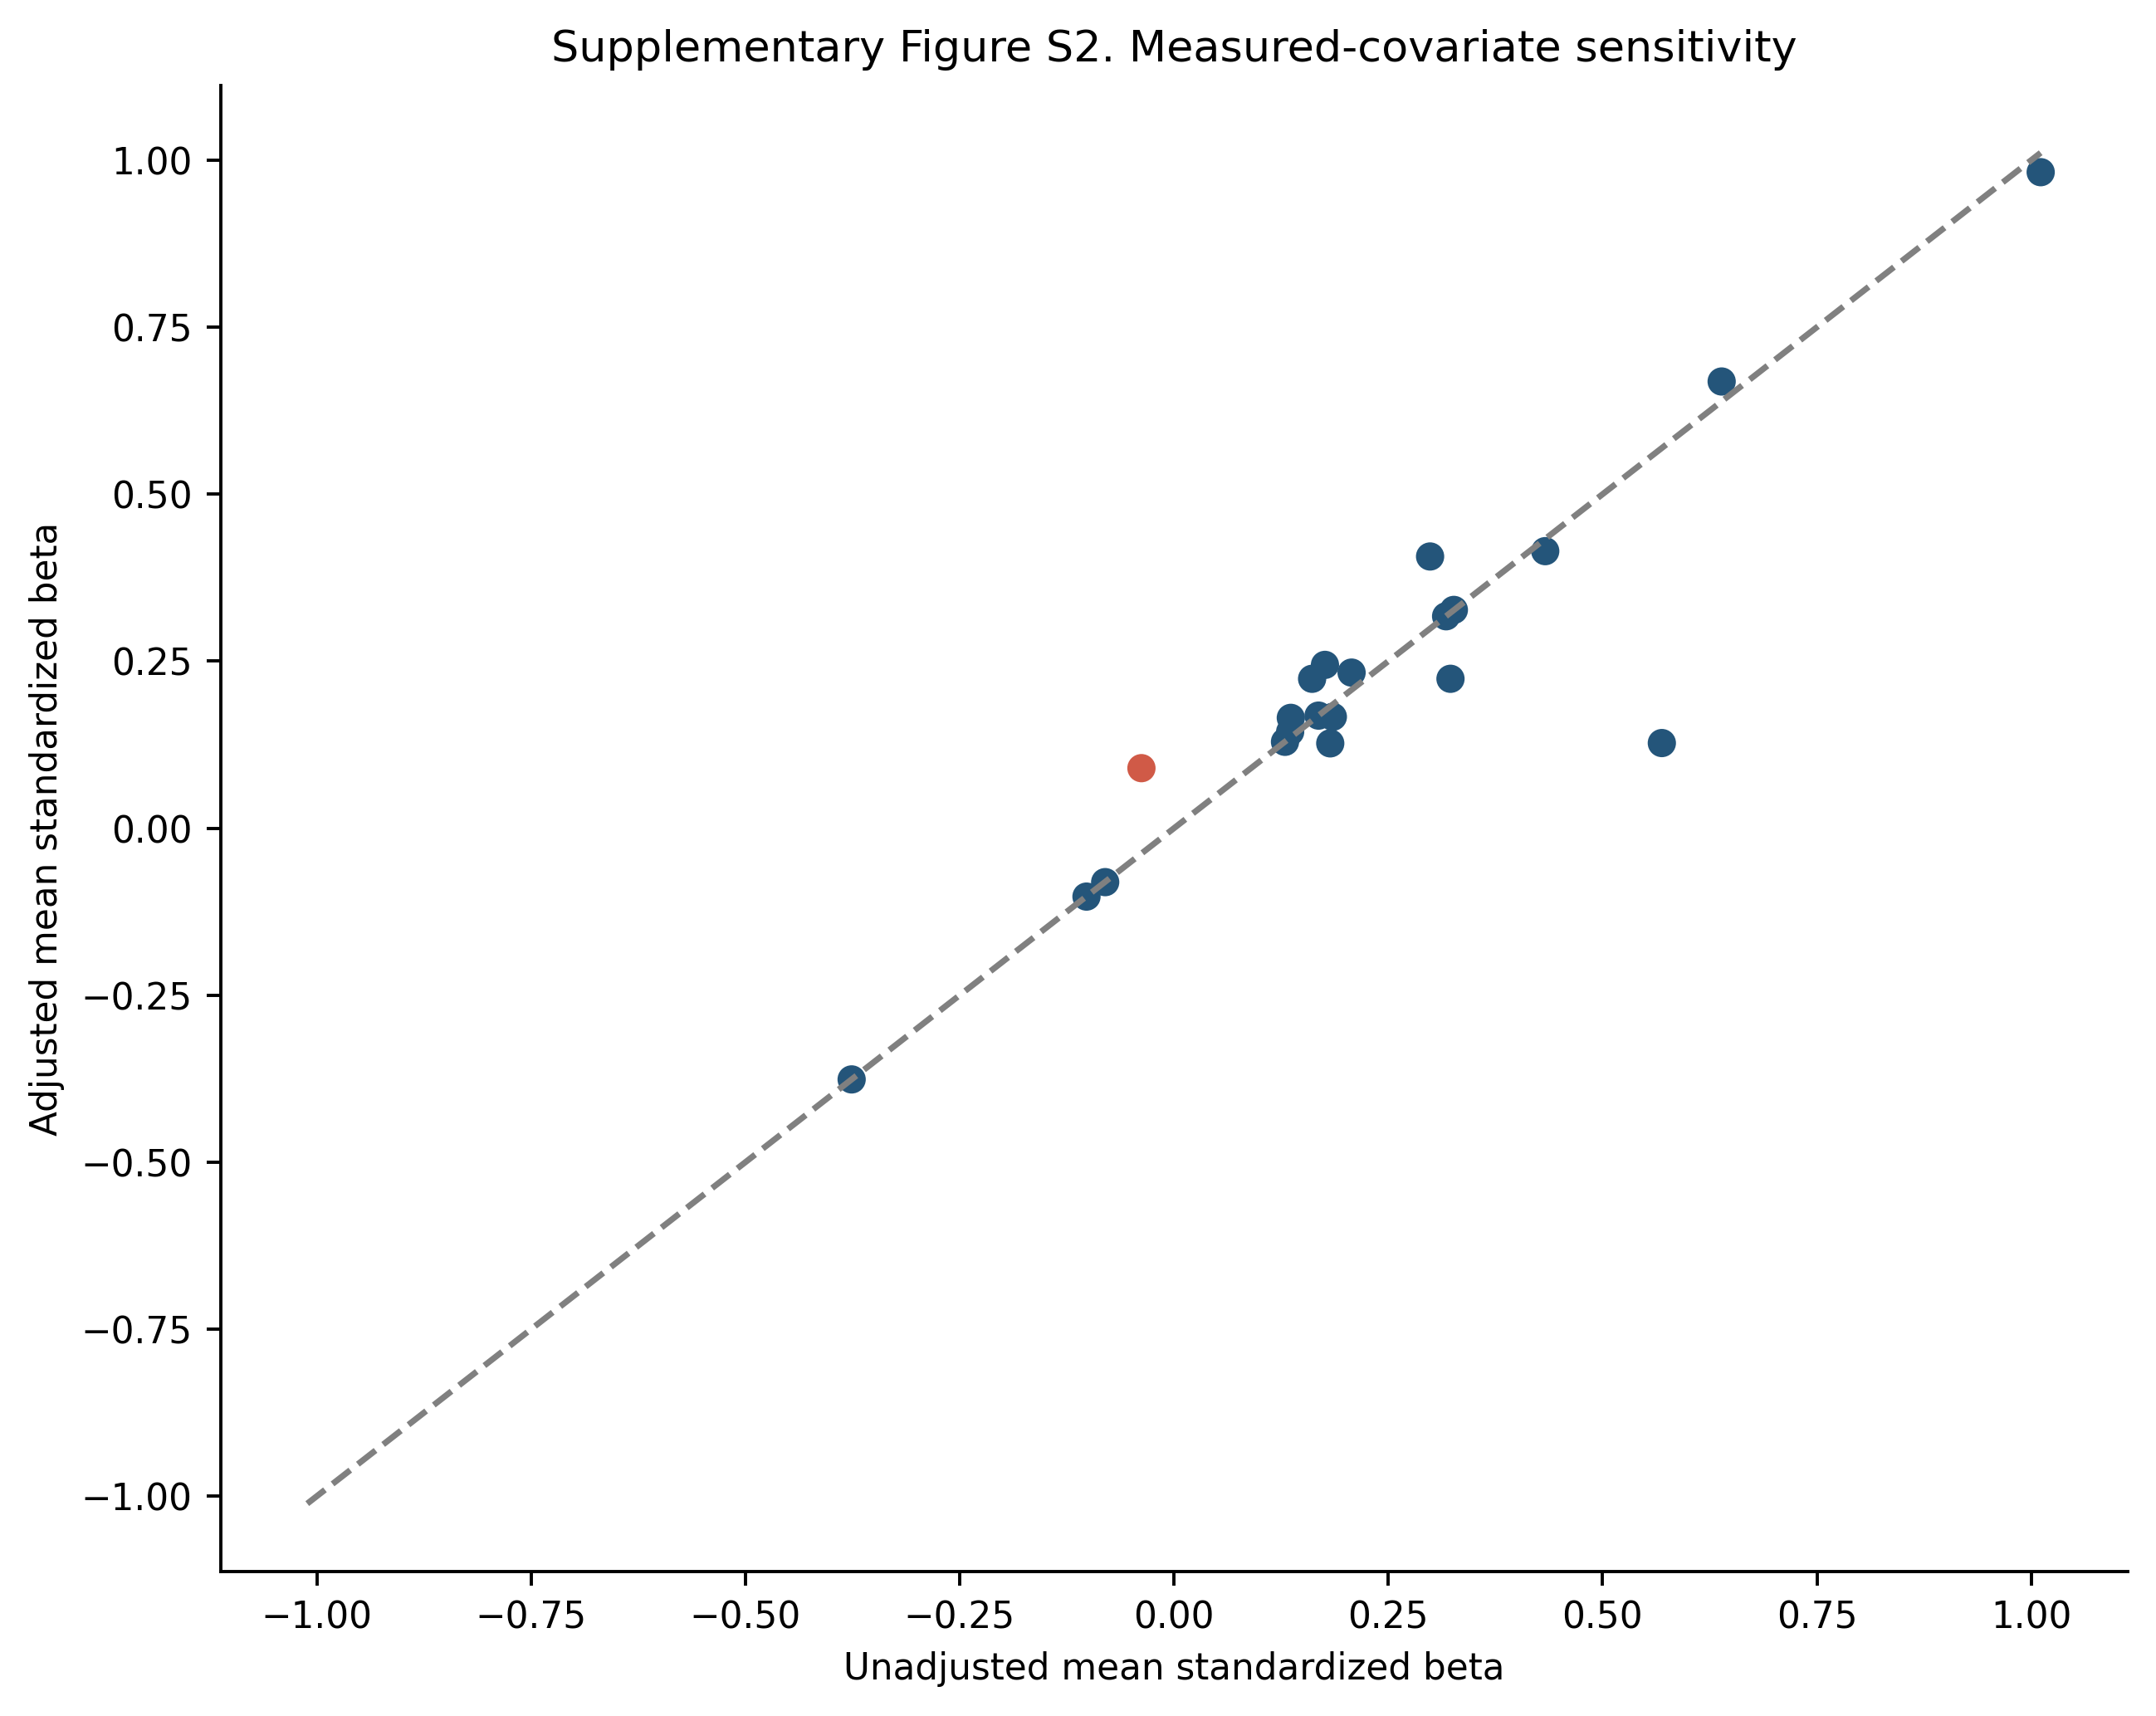 Supplementary Figure S2. Measured-covariate sensitivity
1.00
0.75
0.50
0.25
0.00
−0.25
−0.50
−0.75
−1.00
Adjusted mean standardized beta
−1.00 −0.75 −0.50 −0.25 0.00 0.25 0.50 0.75 1.00
Unadjusted mean standardized beta